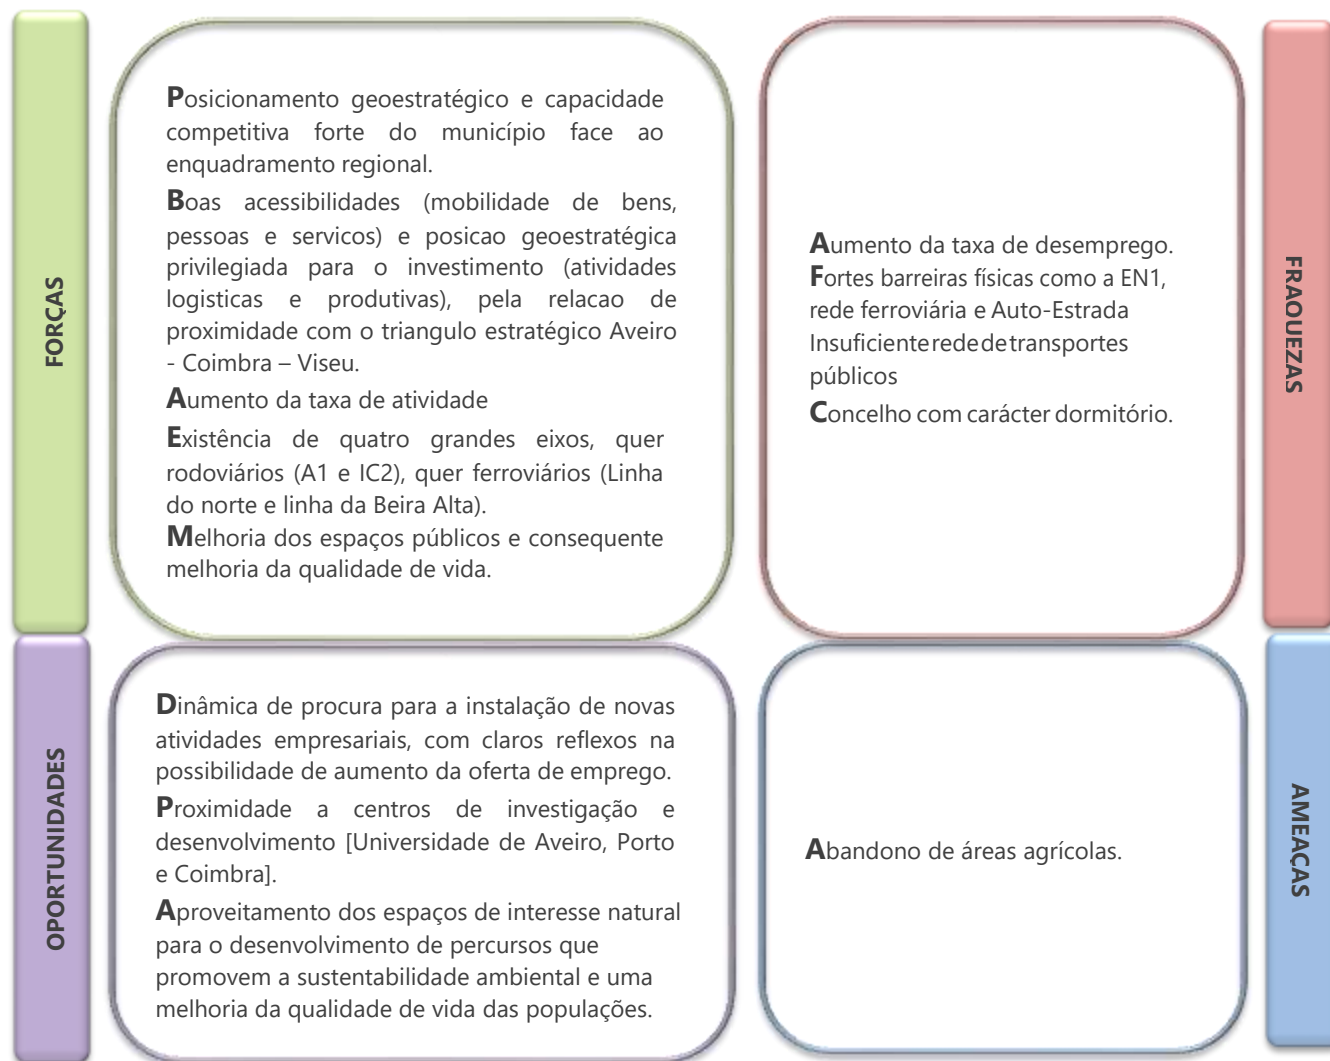 FORÇAS
Posicionamento geoestratégico e capacidade
competitiva forte do município face ao
enquadramento regional.
Boas acessibilidades (mobilidade de bens,
pessoas e servicos) e posicao geoestratégica
privilegiada para o investimento (atividades
logisticas e produtivas), pela relacao de
proximidade com o triangulo estratégico Aveiro
- Coimbra – Viseu.
Aumento da taxa de atividade
Existência de quatro grandes eixos, quer
rodoviários (A1 e IC2), quer ferroviários (Linha
do norte e linha da Beira Alta).
Melhoria dos espaços públicos e consequente
melhoria da qualidade de vida.
Aumento da taxa de desemprego.
Fortes barreiras físicas como a EN1,
rede ferroviária e Auto-Estrada
Insuficiente rede de transportes
públicos
Concelho com carácter dormitório.
FRAQUEZAS
OPORTUNIDADES
Dinâmica de procura para a instalação de novas
atividades empresariais, com claros reflexos na
possibilidade de aumento da oferta de emprego.
Proximidade a centros de investigação e
desenvolvimento [Universidade de Aveiro, Porto
e Coimbra].
Aproveitamento dos espaços de interesse natural
para o desenvolvimento de percursos que
promovem a sustentabilidade ambiental e uma
melhoria da qualidade de vida das populações.
Abandono de áreas agrícolas.
AMEAÇAS